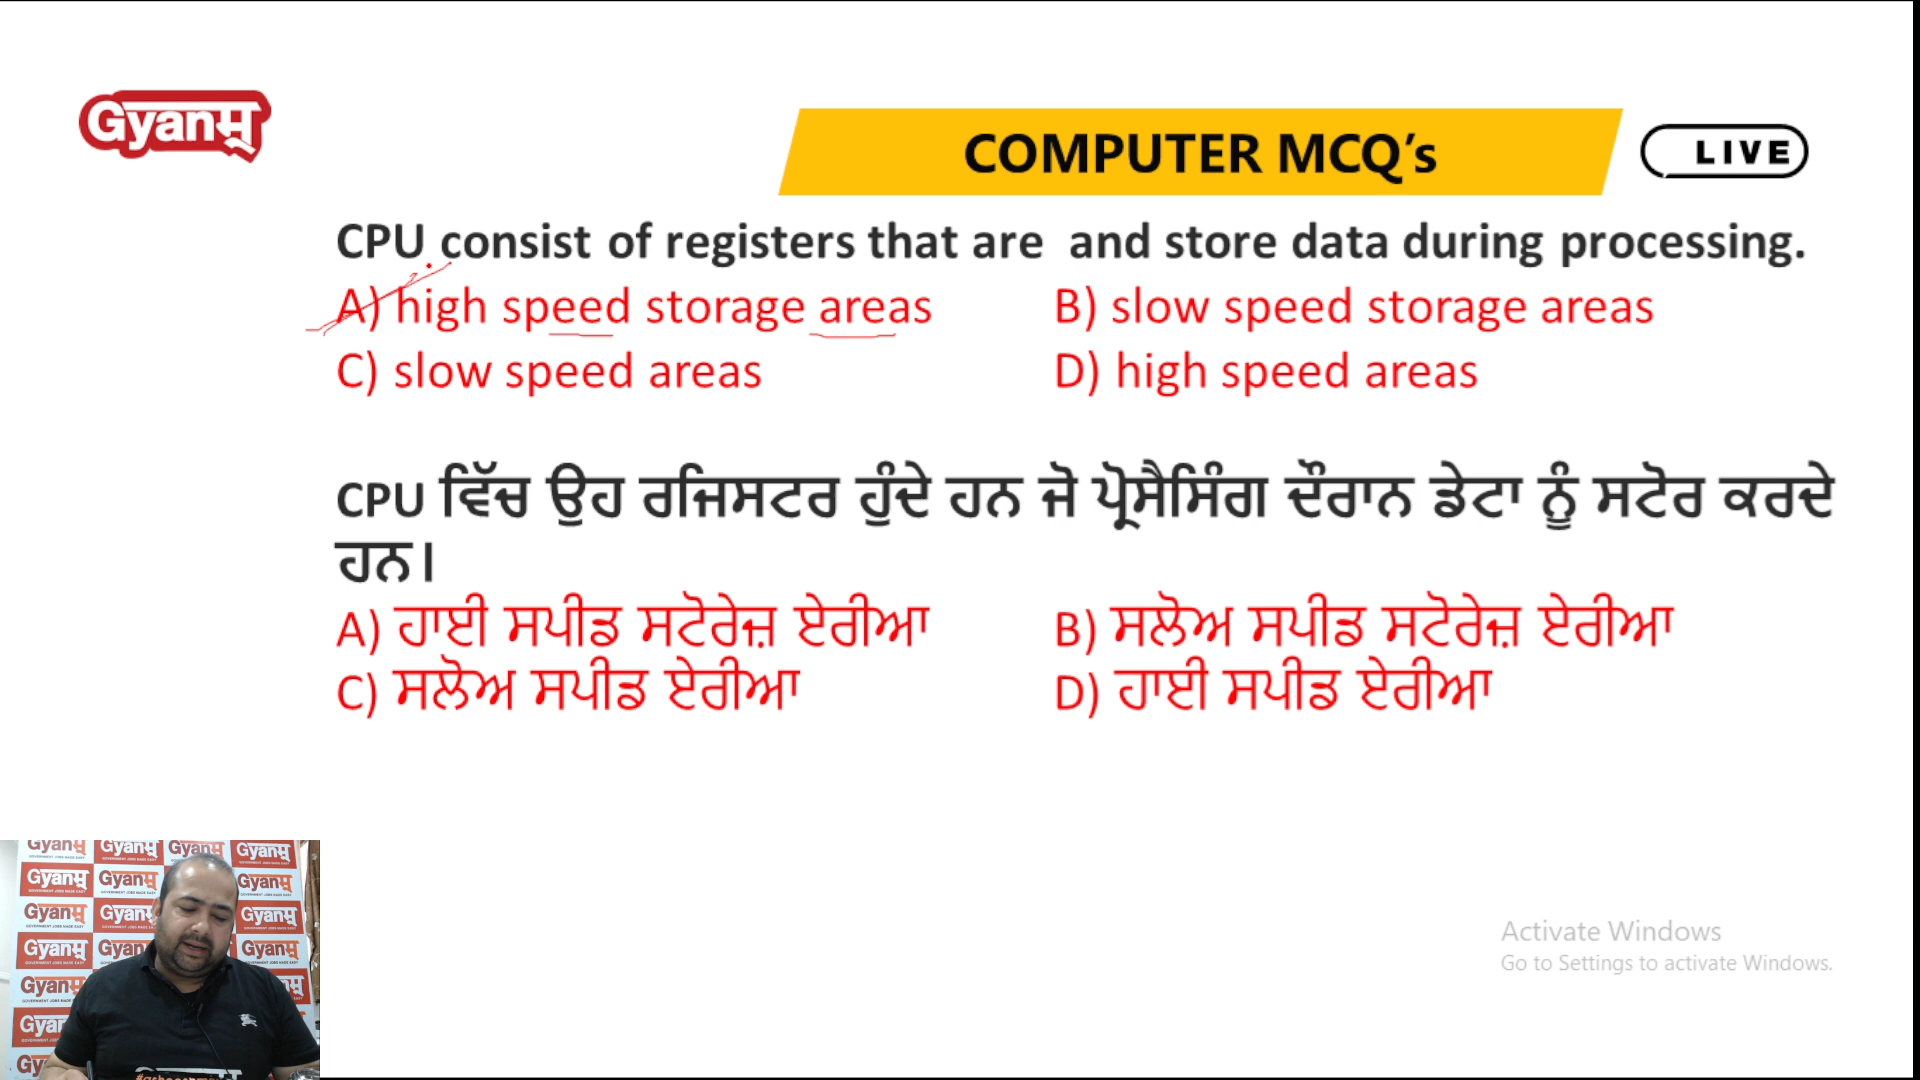 Gyanਸ੍ਰ
COMPUTER MCQ’s
LIVE
CPU consist of registers that are and store data during processing.
A) high speed storage areas
B) slow speed storage areas
C) slow speed areas
D) high speed areas
CPU ਵਿੱਚ ਉਹ ਰਜਿਸਟਰ ਹੁੰਦੇ ਹਨ ਜੋ ਪ੍ਰੋਸੈਸਿੰਗ ਦੌਰਾਨ ਡੇਟਾ ਨੂੰ ਸਟੋਰ ਕਰਦੇ
ਹਨ।
A) ਹਾਈ ਸਪੀਡ ਸਟੋਰੇਜ਼ ਏਰੀਆ
B) ਸਲੋਅ ਸਪੀਡ ਸਟੋਰੇਜ਼ ਏਰੀਆ
C) ਸਲੋਅ ਸਪੀਡ ਏਰੀਆ
D) ਹਾਈ ਸਪੀਡ ਏਰੀਆ
Activate Windows
Go to Settings to activate Windows.